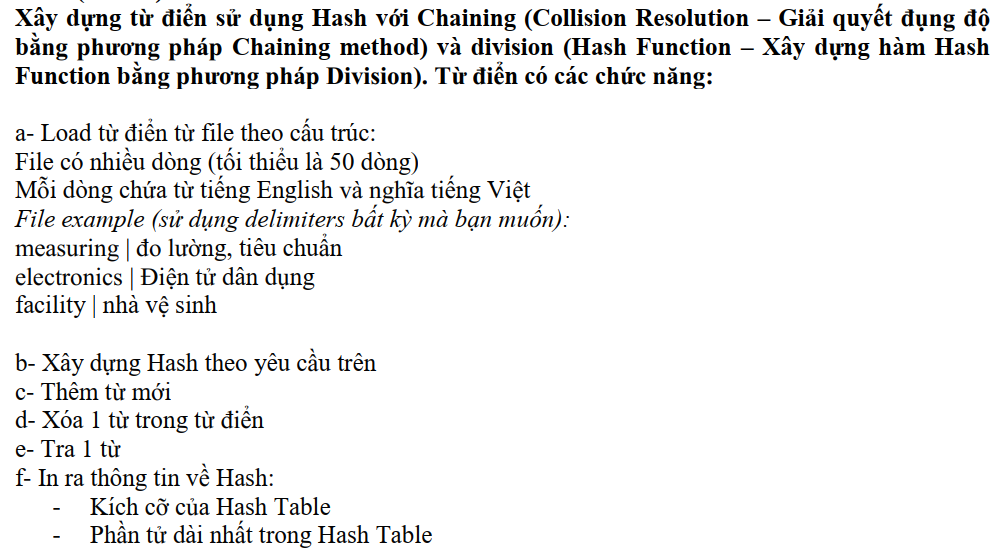 Xây dựng từ điển sử dụng Hash với Chaining (Collision Resolution – Giải quyết đụng độ
bằng phương pháp Chaining method) và division (Hash Function – Xây dựng hàm Hash
Function bằng phương pháp Division). Từ điển có các chức năng:
a- Load từ điển từ file theo cấu trúc:
File có nhiều dòng (tối thiểu là 50 dòng)
Mỗi dòng chứa từ tiếng English và nghĩa tiếng Việt
File example (sử dụng delimiters bất kỳ mà bạn muốn):
measuring | đo lường, tiêu chuẩn
electronics | Điện tử dân dụng
facility | nhà vệ sinh
b- Xây dựng Hash theo yêu cầu trên
c- Thêm từ mới
d- Xóa 1 từ trong từ điển
e- Tra 1 từ
f- In ra thông tin về Hash:
- Kích cỡ của Hash Table
- Phần tử dài nhất trong Hash Table